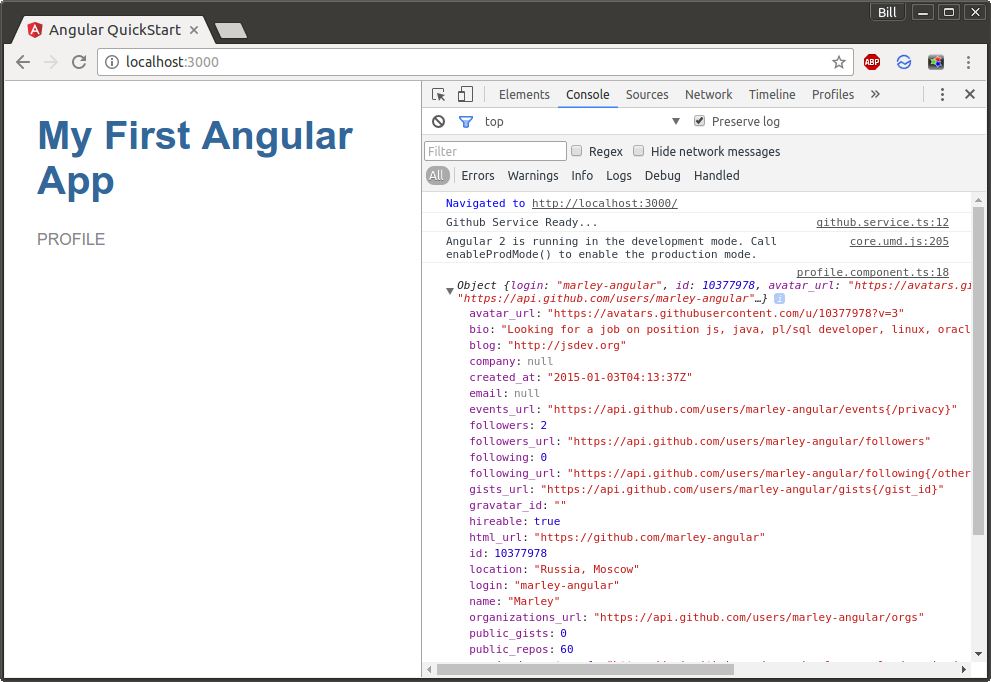 Bill
Angular QuickStart
localhost:3000
ABP
My First Angular
App
PROFILE
Elements Console Sources Network Timeline Profiles »
top Preserve log
Filter Regex Hide network messages
All Errors Warnings Info Logs Debug Handled
Navigated to http://localhost:3000/
Github Service Ready... github.service.ts:12
Angular 2 is running in the development mode. Call core.umd.js:205
enableProdMode() to enable the production mode.
profile.component.ts:18
Object {login: "marley-angular", id: 10377978, avatar_url: "https://avatars.gi
"https://api.github.com/users/marley-angular"…} i
avatar_url: "https://avatars.githubusercontent.com/u/10377978?v=3"
bio: "Looking for a job on position js, java, pl/sql developer, linux, oracl
blog: "http://jsdev.org"
company: null
created_at: "2015-01-03T04:13:37Z"
email: null
events_url: "https://api.github.com/users/marley-angular/events{/privacy}"
followers: 2
followers_url: "https://api.github.com/users/marley-angular/followers"
following: 0
following_url: "https://api.github.com/users/marley-angular/following{/other
gists_url: "https://api.github.com/users/marley-angular/gists{/gist_id}"
gravatar_id: ""
hireable: true
html_url: "https://github.com/marley-angular"
id: 10377978
location: "Russia, Moscow"
login: "marley-angular"
name: "Marley"
organizations_url: "https://api.github.com/users/marley-angular/orgs"
public_gists: 0
public_repos: 60